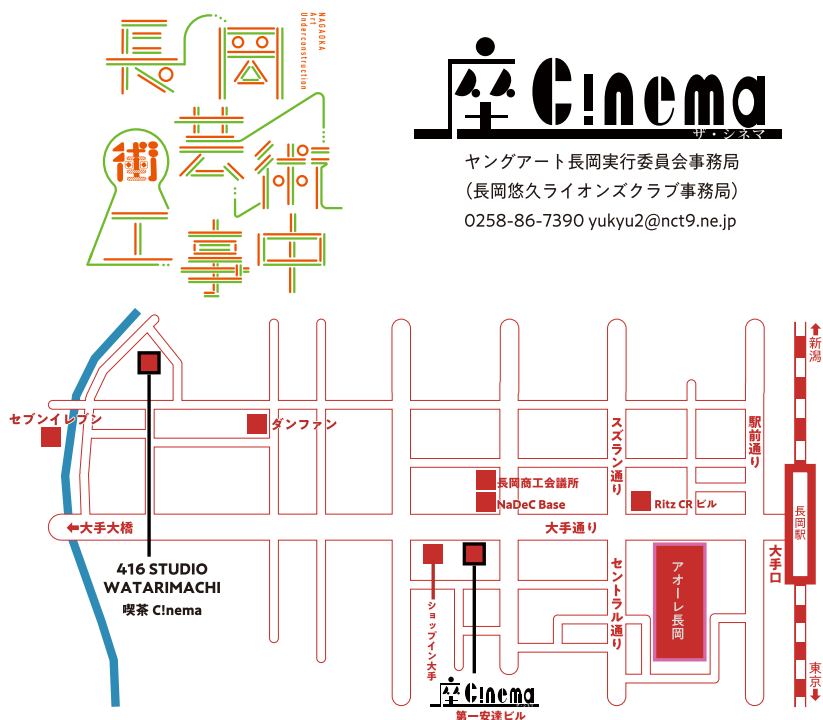 長岡
芸術
工事中
NAGAOKA
Art
Underconstruction
座C!nema
ザ・シネマ
ヤングアート長岡実行委員会事務局
(長岡悠久ライオンズクラブ事務局)
0258-86-7390 yukyu2@nct9.ne.jp
新潟
セブンイレブン
ダンファン
スズラン通り
駅前通り
長岡商工会議所
NaDeC Base
Ritz CR ビル
長岡駅
⬅大手大橋
大手通り
大手口
416 STUDIO
WATARIMACHI
喫茶 C!nema
ショップイン大手
セントラル通り
アオーレ長岡
東京
座C!nema
第一安達ビル